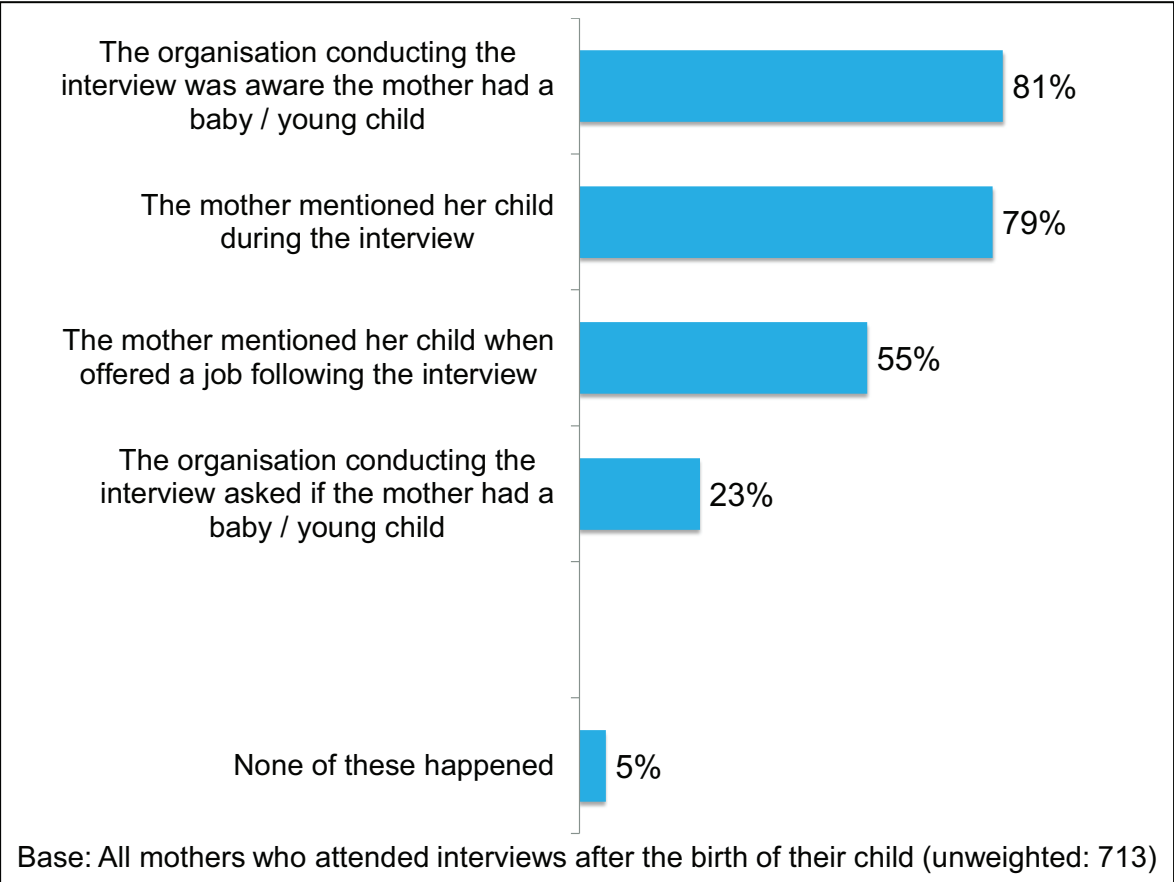 The organisation conducting the
interview was aware the mother had a
baby / young child
81%
The mother mentioned her child
during the interview
79%
The mother mentioned her child when
offered a job following the interview
55%
The organisation conducting the
interview asked if the mother had a
baby / young child
23%
None of these happened
5%
Base: All mothers who attended interviews after the birth of their child (unweighted: 713)